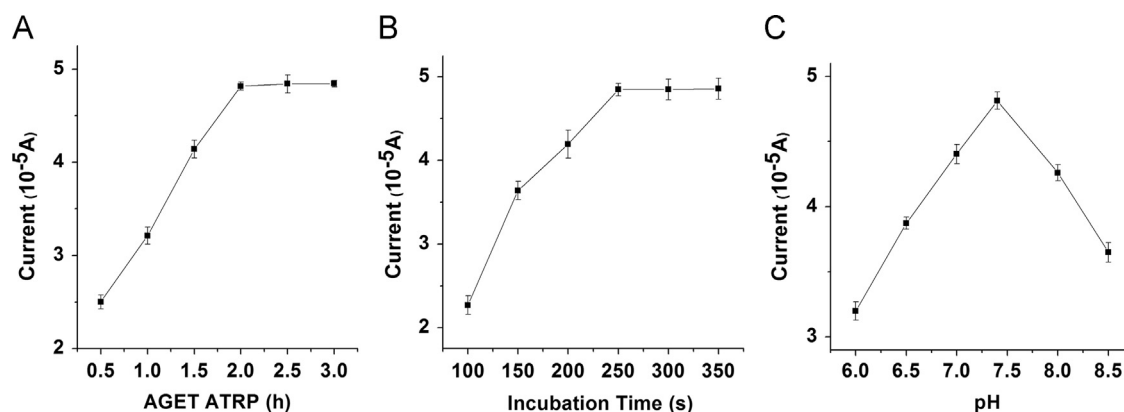 A
Current (10-5A)
5
4
3
2
0.5 1.0 1.5 2.0 2.5 3.0
AGET ATRP (h)
B
Current (10-5A)
5
4
3
2
100 150 200 250 300 350
Incubation Time (s)
C
Current (10-5A)
5
4
3
6.0 6.5 7.0 7.5 8.0 8.5
pH